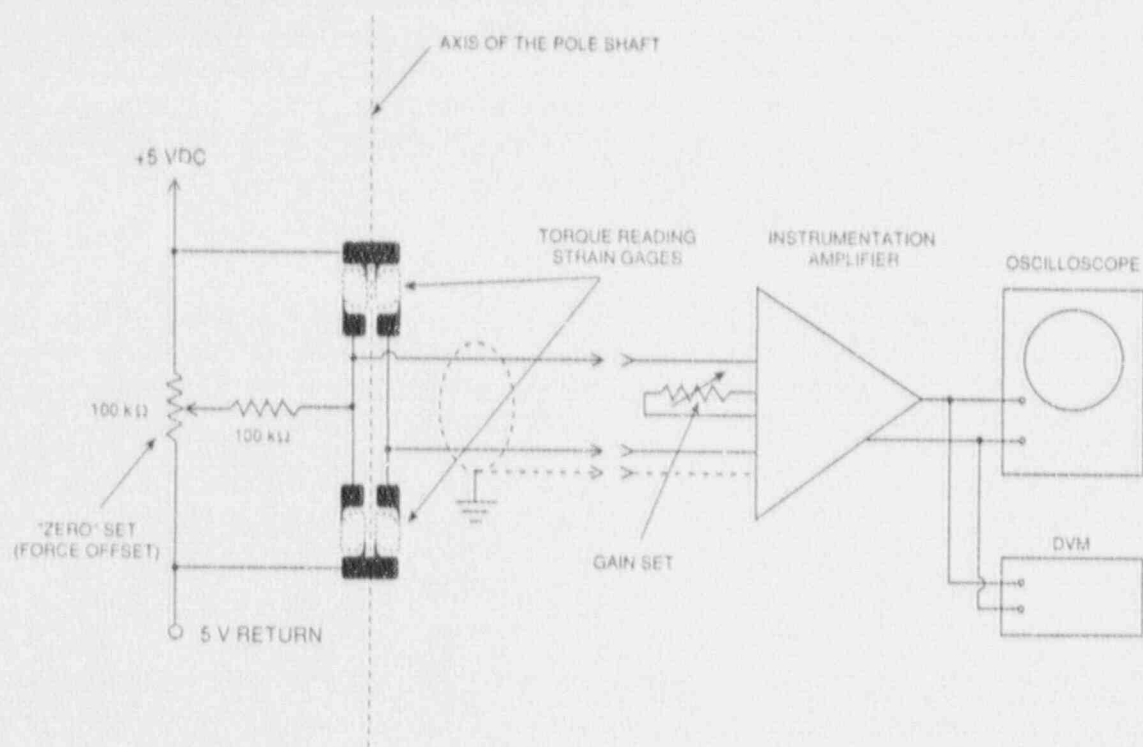 AXIS OF THE POLE SHAFT
+5 VDC
TORQUE READING
STRAIN GAGES
INSTRUMENTATION
AMPLIFIER
OSCILLOSCOPE
100 kΩ
100 kΩ
"ZERO" SET
(FORCE OFFSET)
GAIN SET
DVM
5 V RETURN